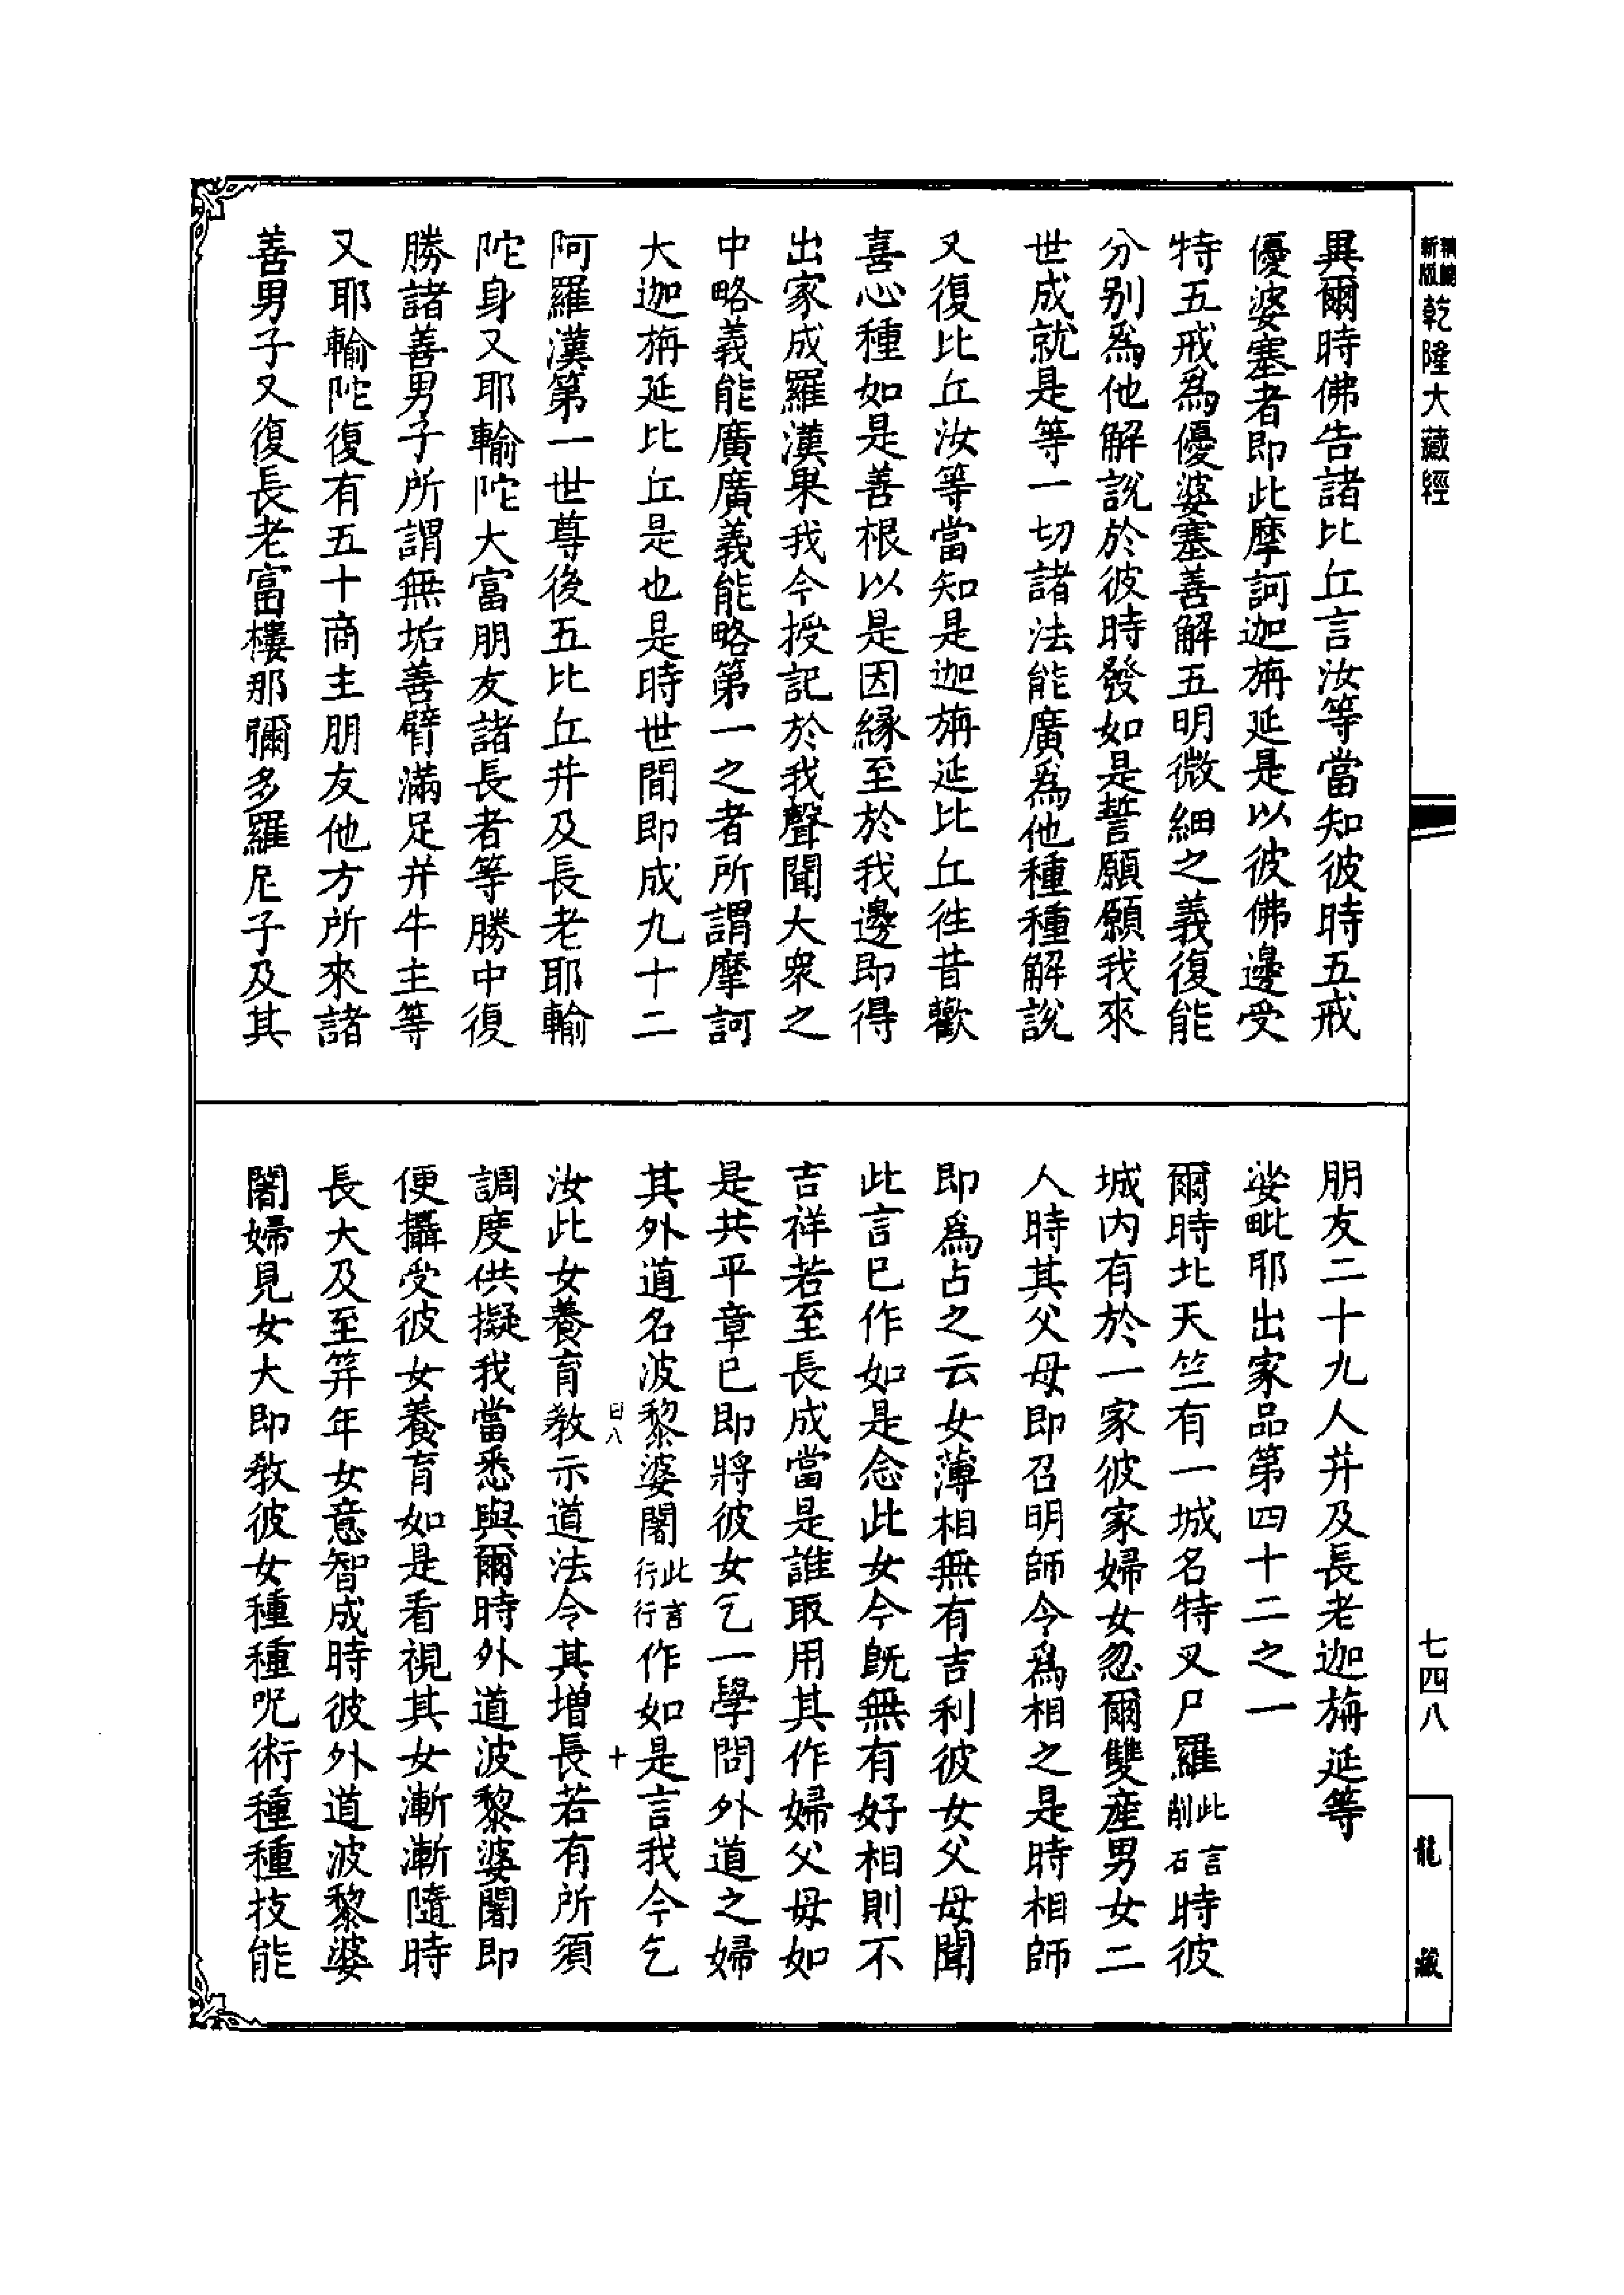 新版
乾隆大藏經
異爾時佛告諸比丘言汝等當知彼時五戒
優婆塞者即此摩訶迦旃延是以彼佛邊受
特五戒爲優婆塞善解五明微細之義復能
分别爲他解說於彼時發如是誓願願我來
世成就是等一切諸法能廣爲他種種解說
又復比丘汝等當知是迦旃延比丘徃昔歡
喜心種如是善根以是因緣至於我邊即得
出家成羅漢果我今授記於我聲聞大衆之
中略義能廣廣義能略第一之者所謂摩訶
大迦旃延比丘是也是時世間即成九十二
阿羅漢第一世尊後五比丘并及長老耶輸
陀身又耶輸陀大富朋友諸長者等勝中復
勝諸善男子所謂無垢善臂滿足并牛主等
又耶輸陀復有五十商主朋友他方所來諸
善男子又復長老富樓那彌多羅尼子及其
朋友二十九人并及長老迦旃延等
娑毗耶出家品第四十二之一
爾時北天竺有一城名特叉尸羅此言削石時彼
城内有於一家彼家婦女忽爾雙產男女二
人時其父母即召明師令爲相之是時相師
即爲占之云女薄相無有吉利彼女父母聞
此言已作如是念此女今旣無有好相則不
吉祥若至長成當是誰取用其作婦父母如
是共平章已即將彼女乞一學問外道之婦
其外道名波黎婆闍此言行行作如是言我今乞
曰八
十
汝此女養育教示道法令其增長若有所須
調度供擬我當悉與爾時外道波黎婆闍即
便攝受彼女養育如是看視其女漸漸隨時
長大及至笄年女意智成時彼外道波黎婆
闍婦見女大即教彼女種種呪術種種技能
七四八
龍藏